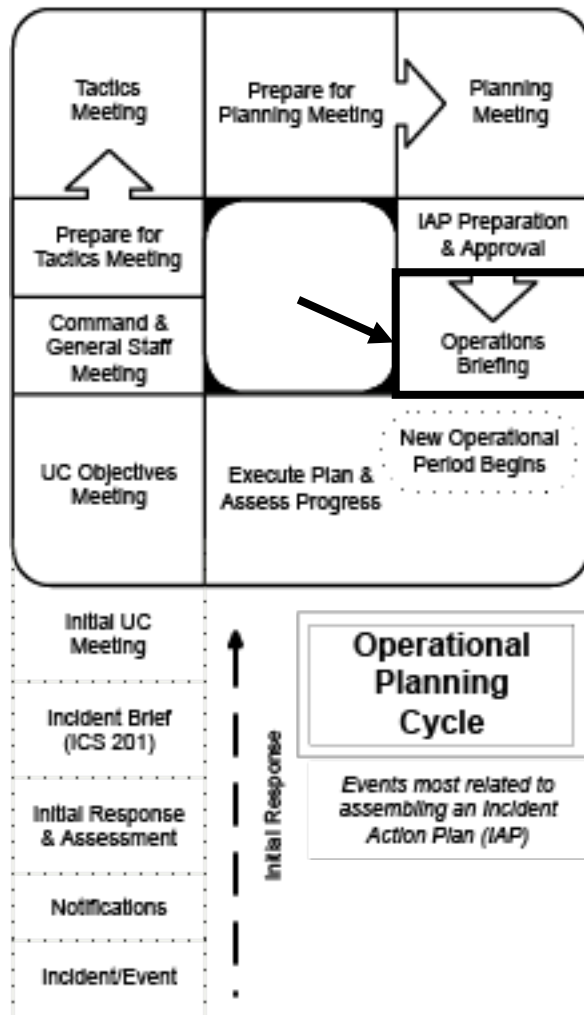 Tactics
Meeting
Prepare for
Planning Meeting
Planning
Meeting
Prepare for
Tactics Meeting
IAP Preparation
& Approval
Command &
General Staff
Meeting
Operations
Briefing
UC Objectives
Meeting
Execute Plan &
Assess Progress
New Operational
Period Begins
Initial UC
Meeting
Incident Brief
(ICS 201)
Initial Response
& Assessment
Notifications
Incident/Event
Initial Response
Operational
Planning
Cycle
Events most related to
assembling an Incident
Action Plan (IAP)